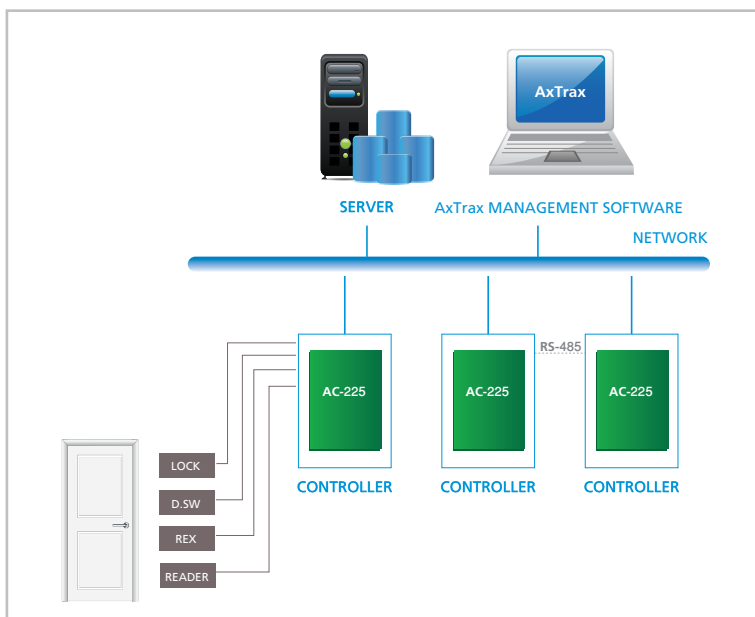 AxTrax
SERVER
AxTrax MANAGEMENT SOFTWARE
NETWORK
RS-485
AC-225
AC-225
AC-225
LOCK
D.SW
REX
READER
CONTROLLER
CONTROLLER
CONTROLLER